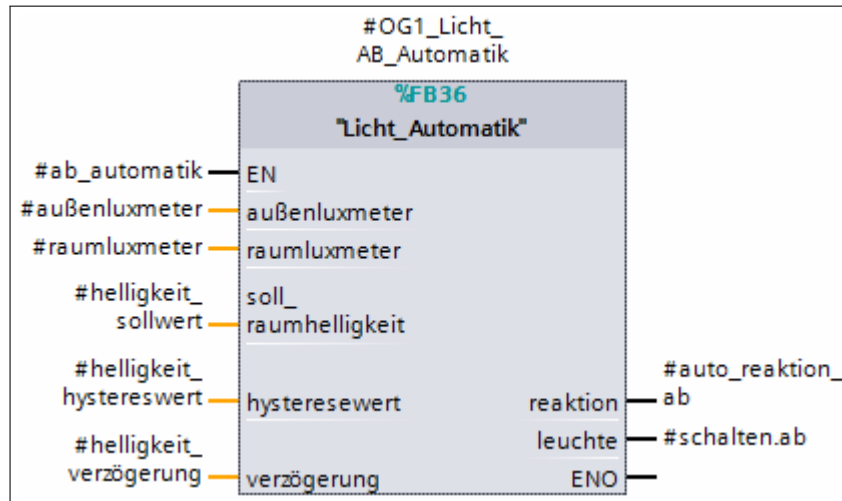 #OG1_Licht_
AB_Automatik
%FB36
"Licht_Automatik"
#ab_automatik EN
#außenluxmeter außenluxmeter
#raumluxmeter raumluxmeter
#helligkeit_ soll_
sollwert raumhelligkeit
#helligkeit_ #auto_reaktion_
hystereswert hysteresewert reaktion ab
leuchte #schalten.ab
#helligkeit_
verzögerung verzögerung ENO